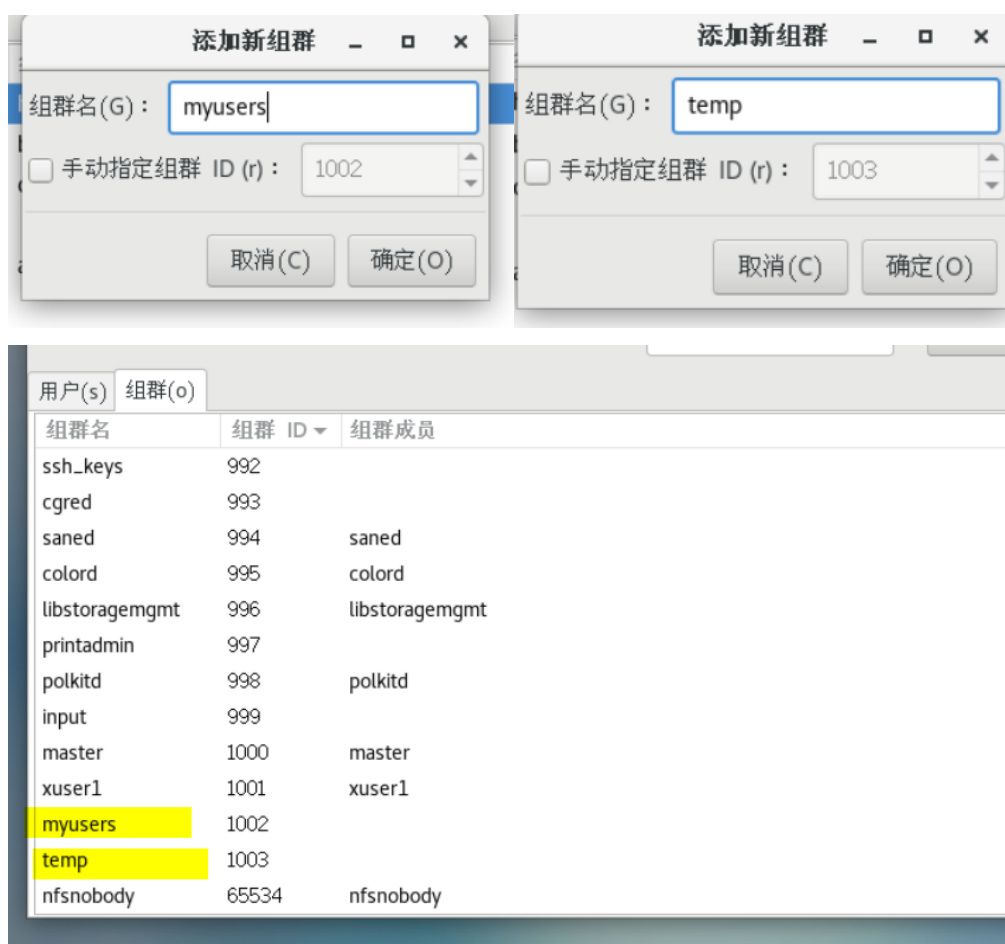 添加新组群
组群名(G)： myusers
手动指定组群 ID (r)： 1002
取消(C) 确定(O)
添加新组群
组群名(G)： temp
手动指定组群 ID (r)： 1003
取消(C) 确定(O)
用户(s) 组群(o)
组群名 组群 ID 组群成员
ssh_keys 992
cgred 993
saned 994 saned
colord 995 colord
libstoragemgmt 996 libstoragemgmt
printadmin 997
polkitd 998 polkitd
input 999
master 1000 master
xuser1 1001 xuser1
myusers 1002
temp 1003
nfsnobody 65534 nfsnobody